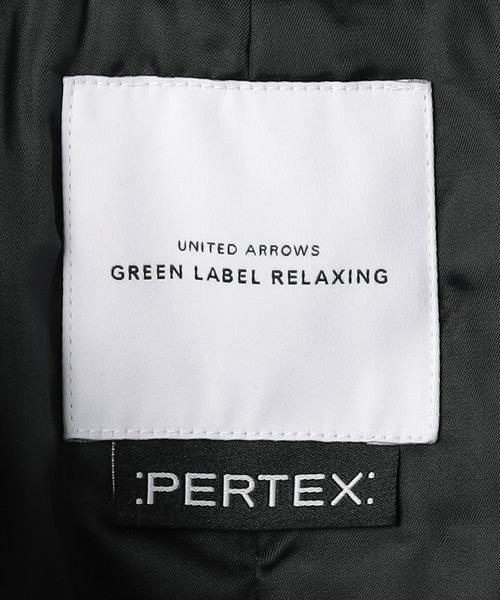 UNITED ARROWS
GREEN LABEL RELAXING
:PERTEX: